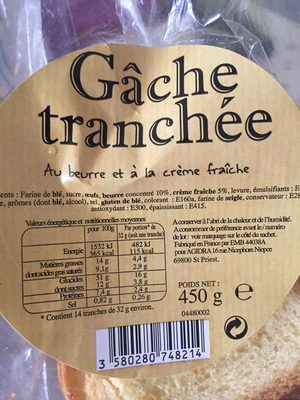 Gâche
tranchée
Au beurre et à la crème fraîche
: Farine de blé, sucre, œufs, beurre concentré 10%, crème fraîche 5%, levure, émulsifiants :
arômes (dont blé, alcool), sel, gluten de blé, colorant : E160a, farine de seigle, conservateur :
antioxydant : E300, épaississant : E415.
Valeurs énergétique et nutritionnelles moyennes
pour 100g
Par portion* de
32 g (soit une tranche)
Energie 1532 kJ 482 kJ
365 kcal 115 kcal
Matières grasses 14 g 4,4 g
dont acides gras saturés 9,1g 2,9 g
Glucides 51 g 16 g
dont sucres 12 g 3,8 g
Protéines 7,4 g 2,4 g
Sel 0,82 g 0,26 g
* Contient 14 tranches de 32 g environ.
A conserver à l'abri de la chaleur et de l'humidité.
A consommer de préférence avant le / numéro
de lot : voir marquage sur le côté du sachet.
Fabriqué en France par EMB 44038A
pour AGIDRA 16 rue Nicephore Niepce
69800 St Priest.
POIDS NET :
450 g e
04480002
3 580280 748214